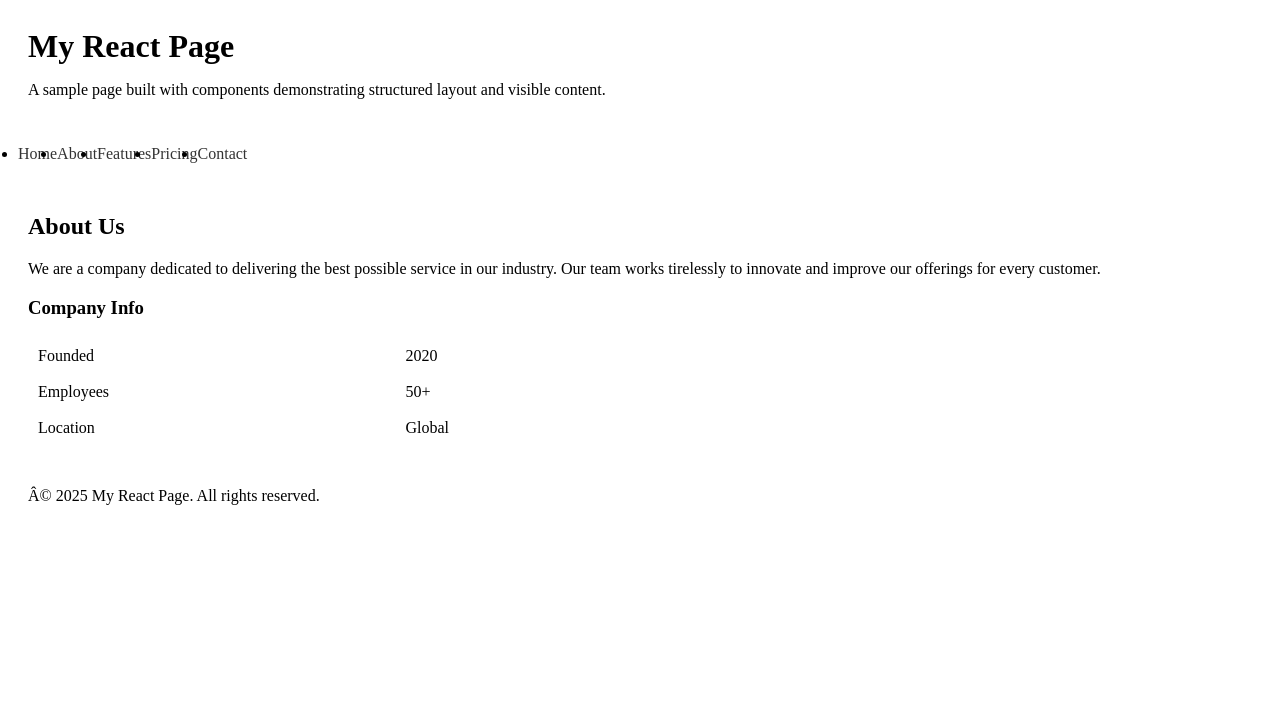 My React Page
A sample page built with components demonstrating structured layout and visible content.
• Home • About • Features • Pricing • Contact
About Us
We are a company dedicated to delivering the best possible service in our industry. Our team works tirelessly to innovate and improve our offerings for every customer.
Company Info
Founded 2020
Employees 50+
Location Global
Â© 2025 My React Page. All rights reserved.